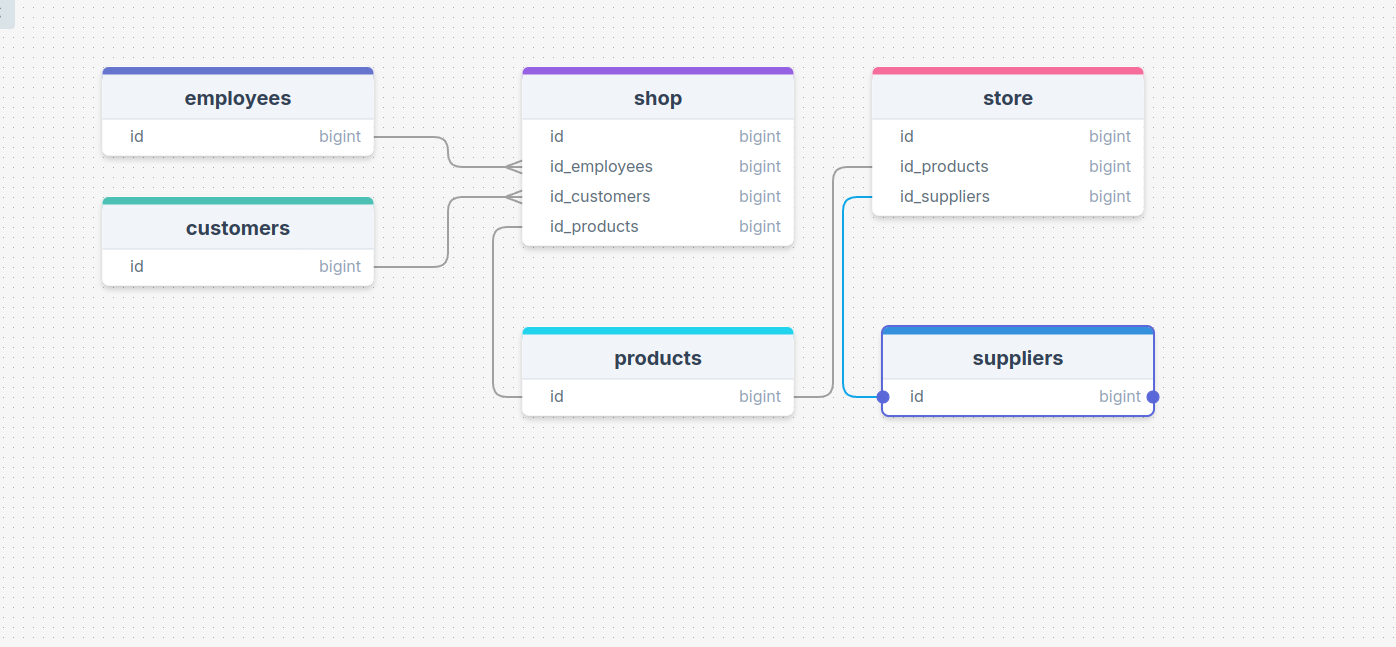 employees
id bigint
customers
id bigint
shop
id bigint
id_employees bigint
id_customers bigint
id_products bigint
store
id bigint
id_products bigint
id_suppliers bigint
products
id bigint
suppliers
id bigint